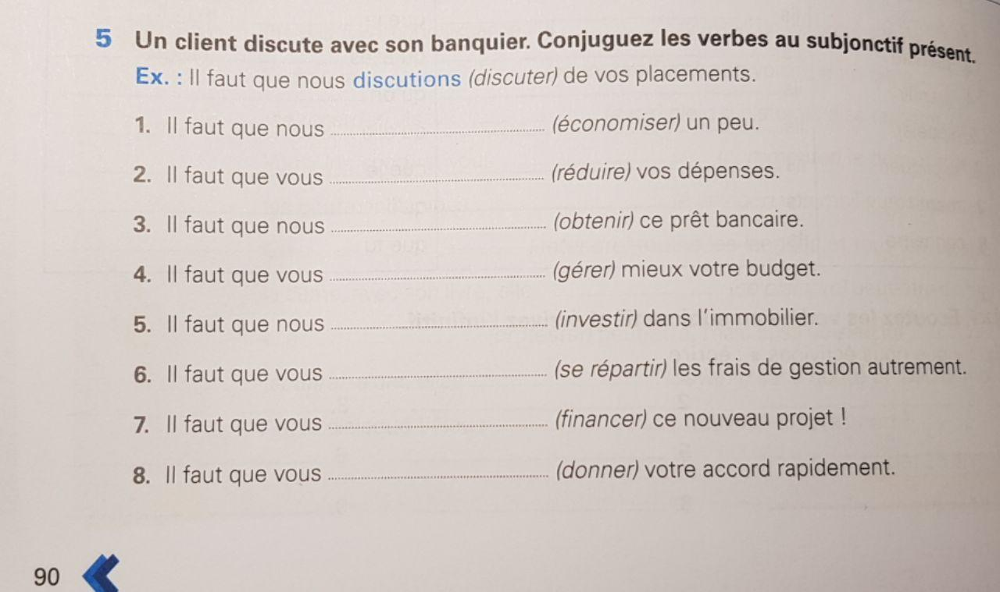 5 Un client discute avec son banquier. Conjuguez les verbes au subjonctif présent.
Ex. : Il faut que nous discutions (discuter) de vos placements.
1. Il faut que nous ........................ (économiser) un peu.
2. Il faut que vous ........................ (réduire) vos dépenses.
3. Il faut que nous ........................ (obtenir) ce prêt bancaire.
4. Il faut que vous ........................ (gérer) mieux votre budget.
5. Il faut que nous ........................ (investir) dans l'immobilier.
6. Il faut que vous ........................ (se répartir) les frais de gestion autrement.
7. Il faut que vous ........................ (financer) ce nouveau projet !
8. Il faut que vous ........................ (donner) votre accord rapidement.
90